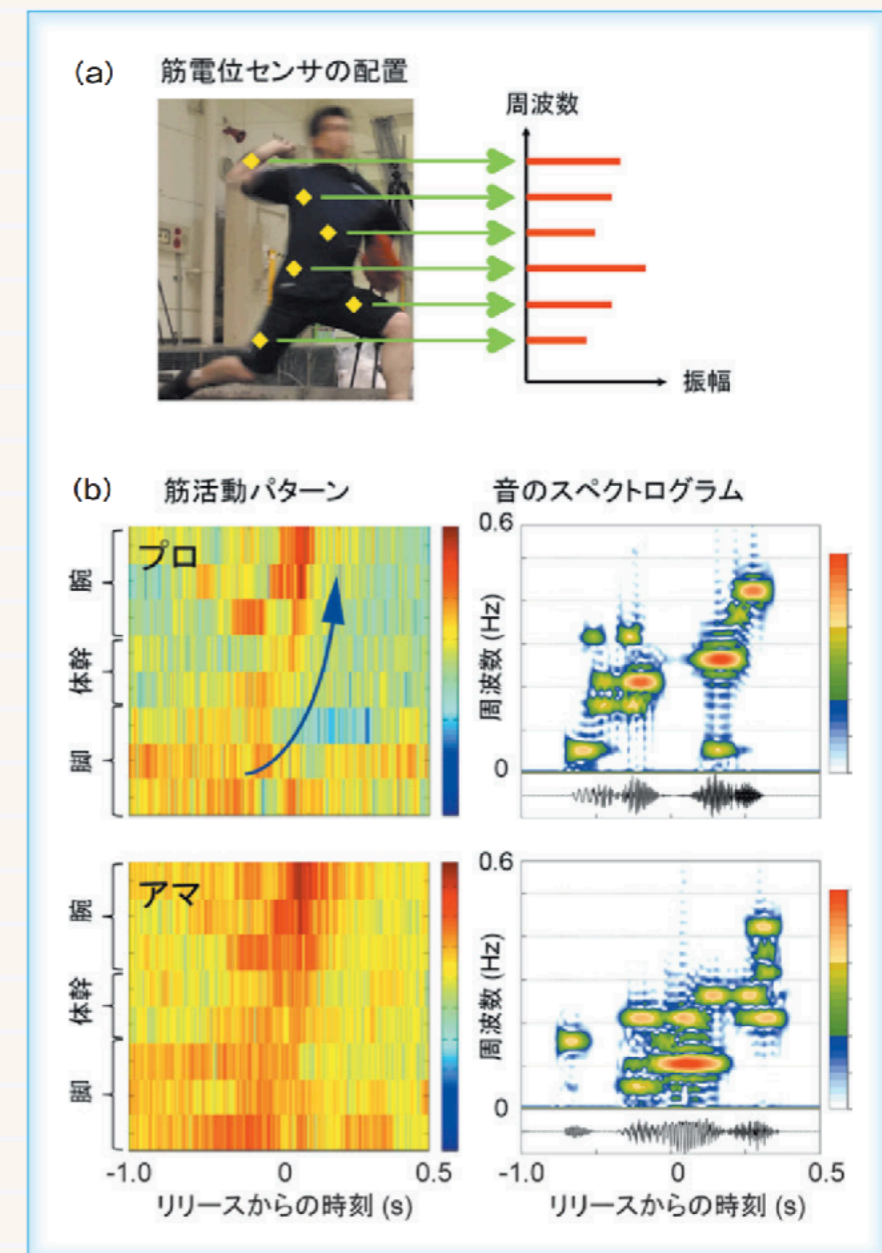 (a) 筋電位センサの配置
周波数
振幅
(b) 筋活動パターン
音のスペクトログラム
プロ
腕
体幹
脚
0.6
周波数 (Hz)
0
アマ
腕
体幹
脚
0.6
周波数 (Hz)
0
-1.0 0 0.5
リリースからの時刻 (s)
-1.0 0 0.5
リリースからの時刻 (s)